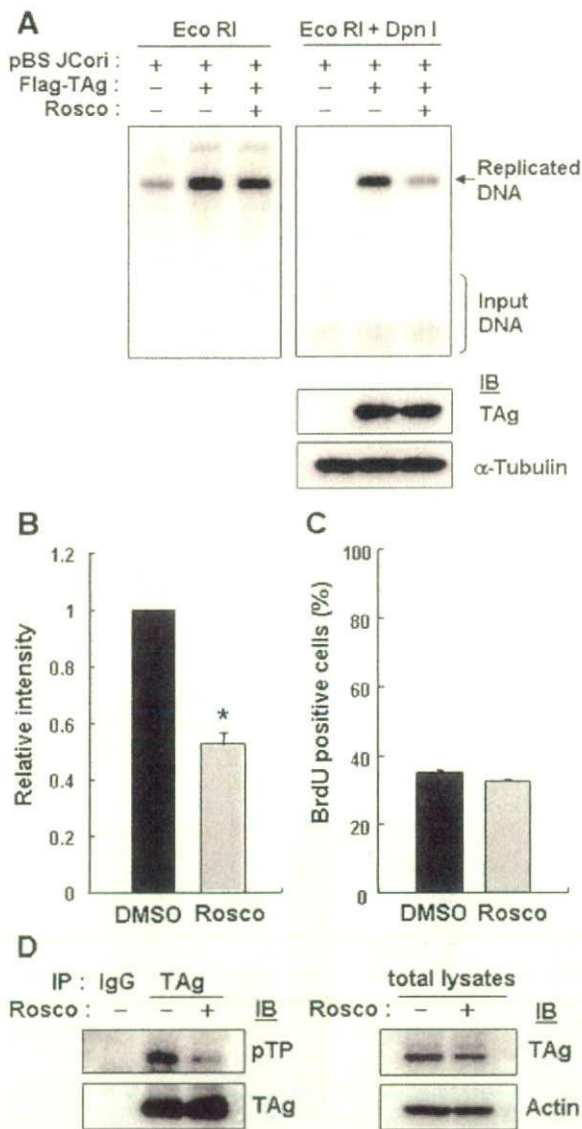 A
Eco RI Eco RI + Dpn I
pBS JCori : + + + + + +
Flag-TAg : − + + − + +
Rosco : + +
Replicated DNA
Input DNA
IB
TAg
α-Tubulin
B
Relative intensity
1.2
1
0.8
0.6
0.4
0.2
0
*
DMSO Rosco
C
BrdU positive cells (%)
100
80
60
40
20
0
DMSO Rosco
D
IP : IgG TAg
Rosco : − − + IB
pTP
TAg
total lysates
Rosco : − + IB
TAg
Actin